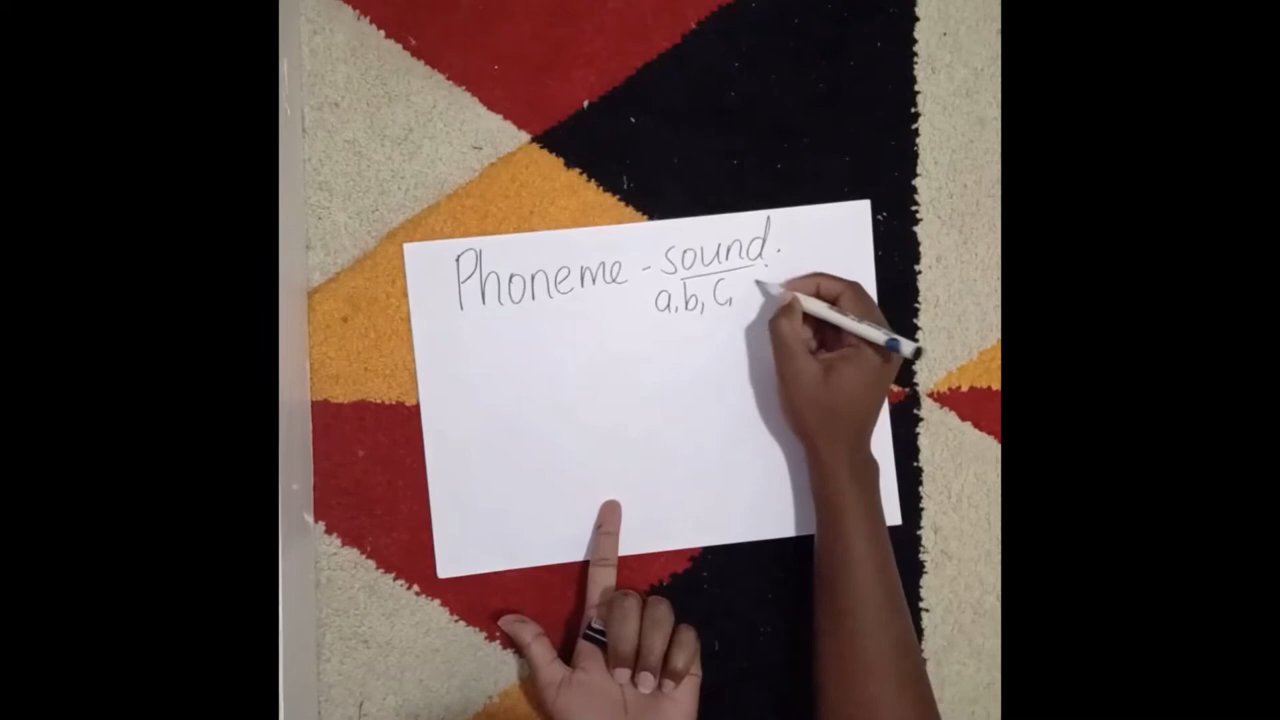 Phoneme - sound.
a, b, c,